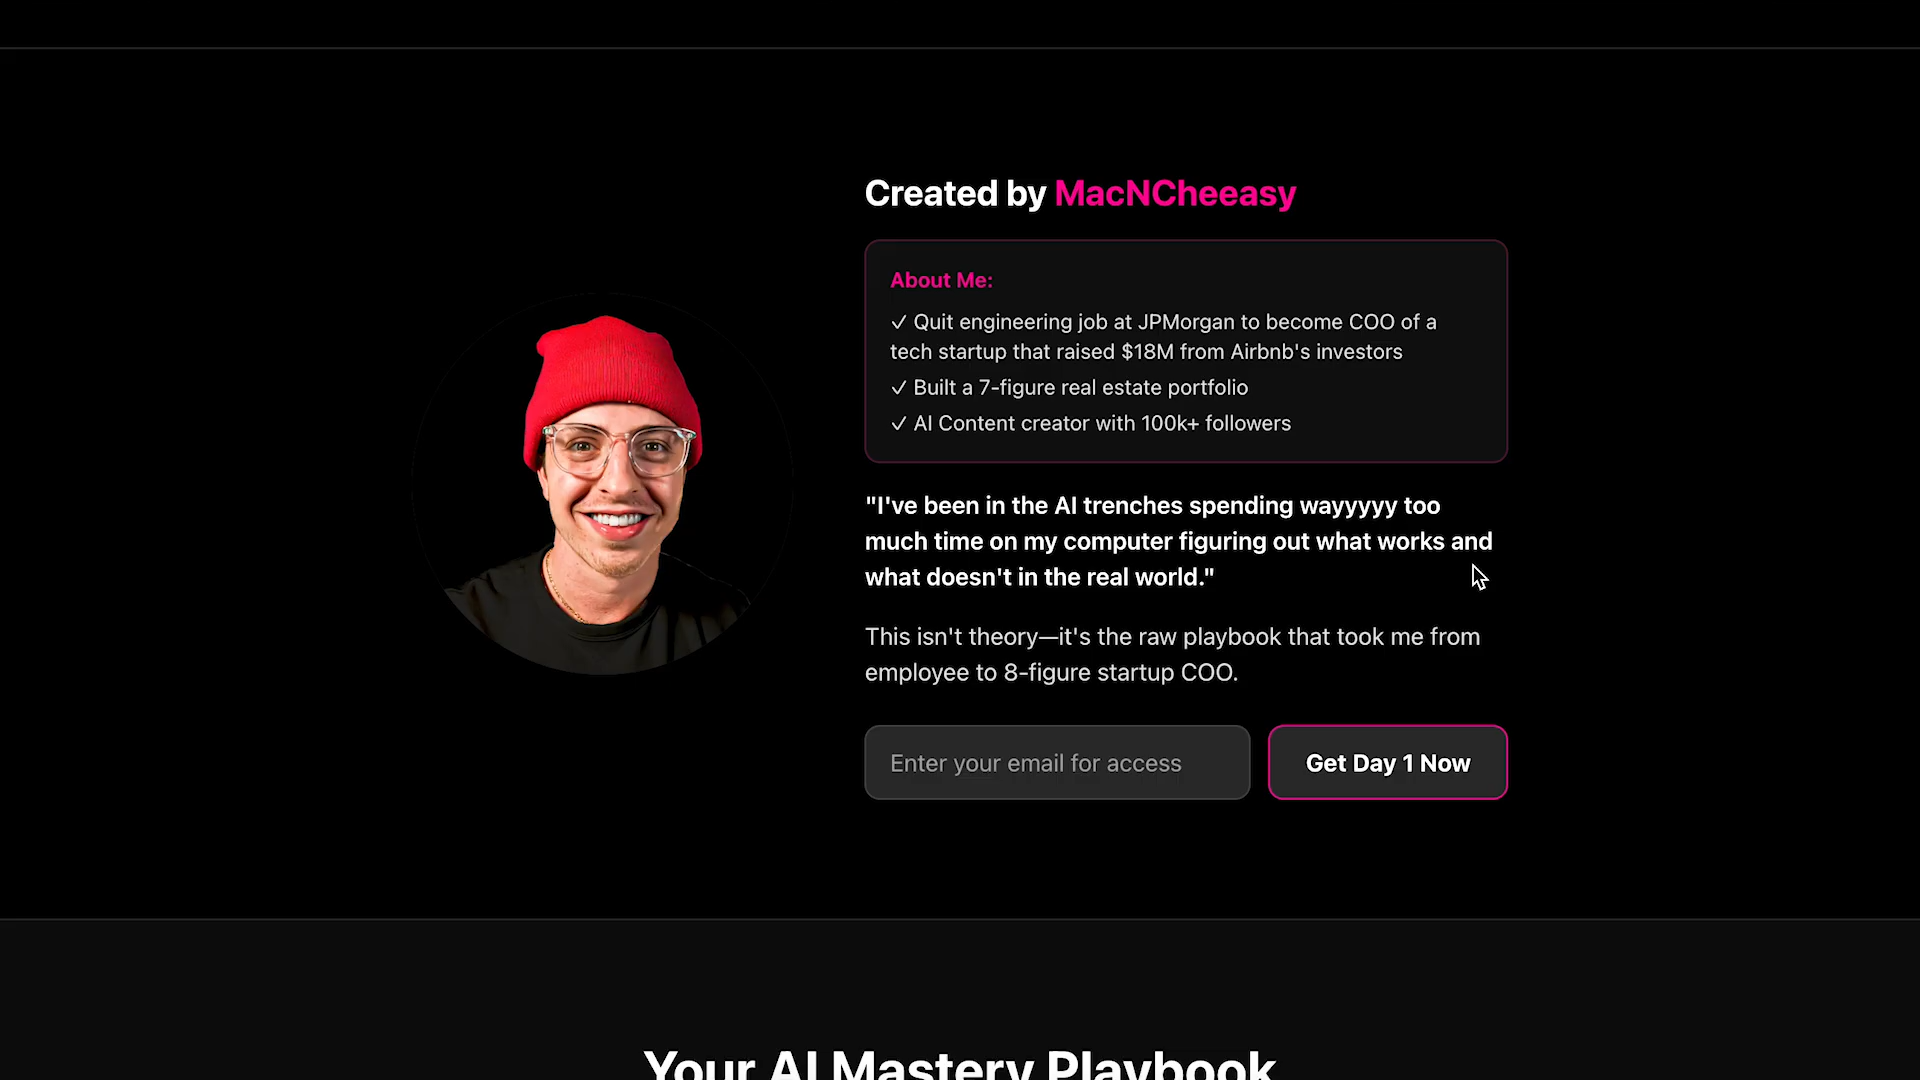 Created by MacNCheeasy
About Me:
✓ Quit engineering job at JPMorgan to become COO of a
tech startup that raised $18M from Airbnb's investors
✓ Built a 7-figure real estate portfolio
✓ AI Content creator with 100k+ followers
"I've been in the AI trenches spending wayyyyy too
much time on my computer figuring out what works and
what doesn't in the real world."
This isn't theory—it's the raw playbook that took me from
employee to 8-figure startup COO.
Enter your email for access
Get Day 1 Now
Your AI Mastery Playbook